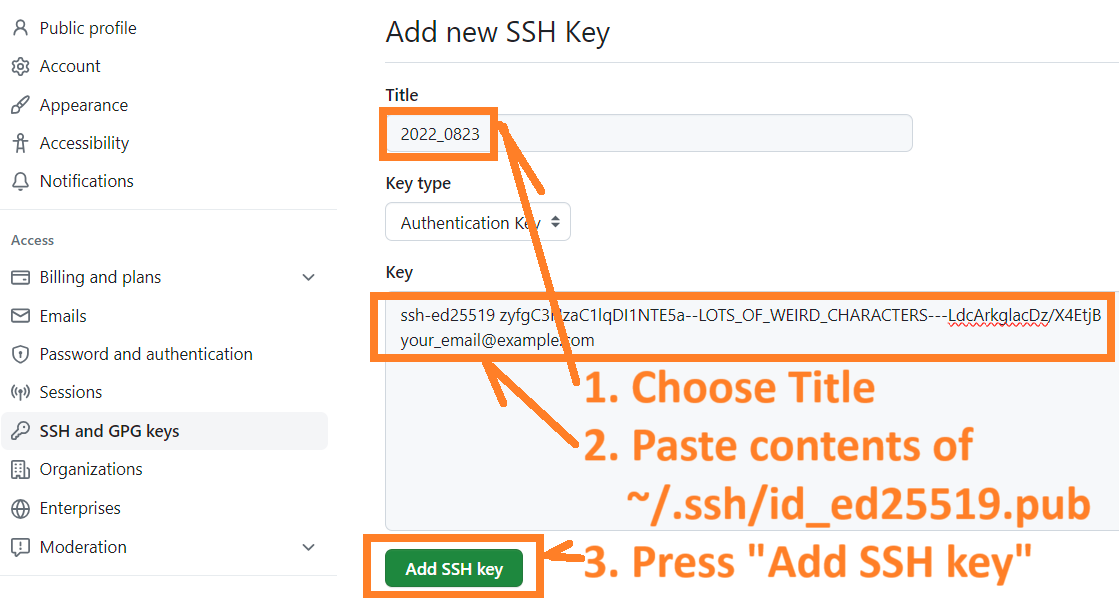 Public profile
Account
Appearance
Accessibility
Notifications
Access
Billing and plans
Emails
Password and authentication
Sessions
SSH and GPG keys
Organizations
Enterprises
Moderation
Add new SSH Key
Title
2022_0823
Key type
Authentication Key
Key
ssh-ed25519 zyfgC3NzaC1lqDI1NTE5a--LOTS_OF_WEIRD_CHARACTERS---LdcArkglacDz/X4EtjB
your_email@example.com
1. Choose Title
2. Paste contents of
~/.ssh/id_ed25519.pub
3. Press "Add SSH key"
Add SSH key